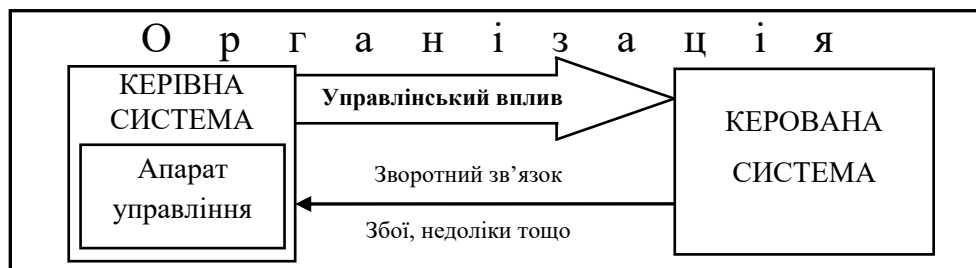 О р г а н і з а ц і я
КЕРІВНА
СИСТЕМА
Апарат
управління
Управлінський вплив
Зворотний зв’язок
Збої, недоліки тощо
КЕРОВАНА
СИСТЕМА